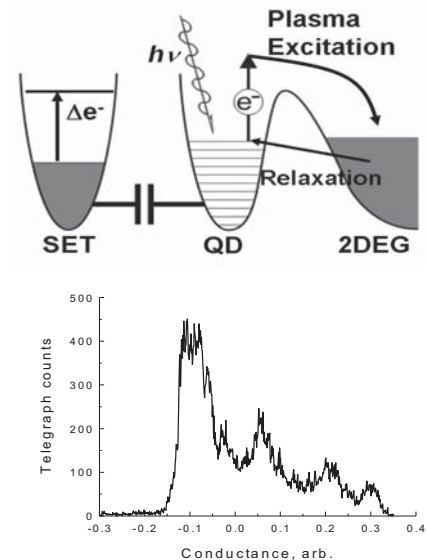 Plasma
Excitation
hν
e-
Δe-
Relaxation
SET
QD
2DEG
500
400
300
200
100
0
Telegraph counts
-0.3 -0.2 -0.1 0.0 0.1 0.2 0.3 0.4
Conductance, arb.